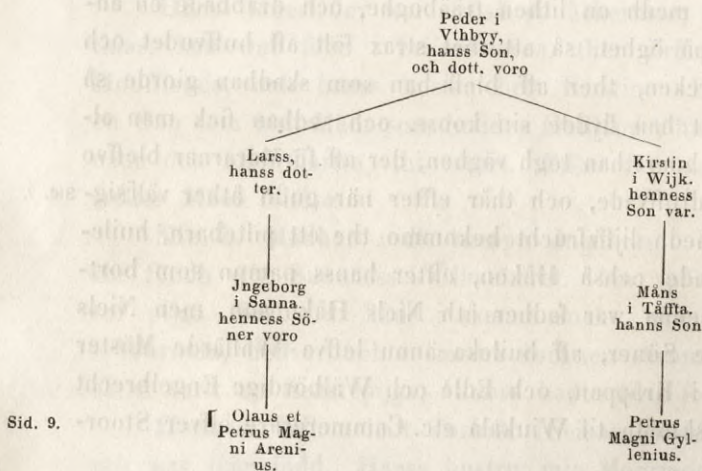 Peder i
Vthbyy,
hanss Son,
och dott. voro
Larss,
hanss dot-
ter.
Kirstin
i Wijk.
henness
Son var.
Jngeborg
i Sanna.
henness Sö-
ner voro
Måns
i Tåffta.
hanns Son
Sid. 9.
Olaus et
Petrus Mag-
ni Areni-
us.
Petrus
Magni Gyl-
lenius.